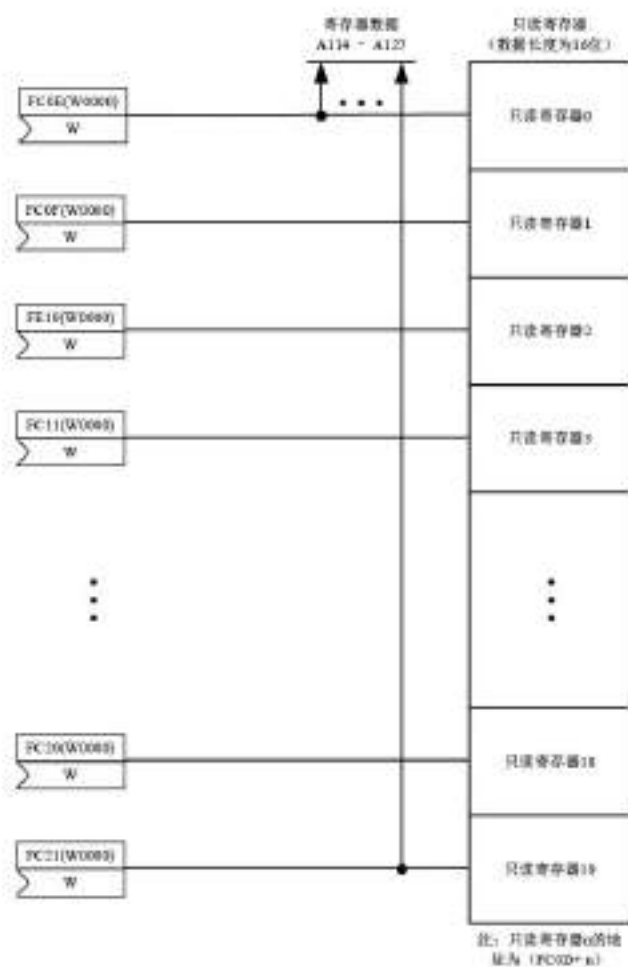 寄存器数据
A114 - A127
只读寄存器
(数据长度为16位)
FC0E(W0000)
W
只读寄存器0
FC0F(W0000)
W
只读寄存器1
FE10(W0000)
W
只读寄存器2
FC11(W0000)
W
只读寄存器3
FC20(W0000)
W
只读寄存器18
FC21(W0000)
W
只读寄存器19
注: 只读寄存器n的地
址为 (FC0D+n)